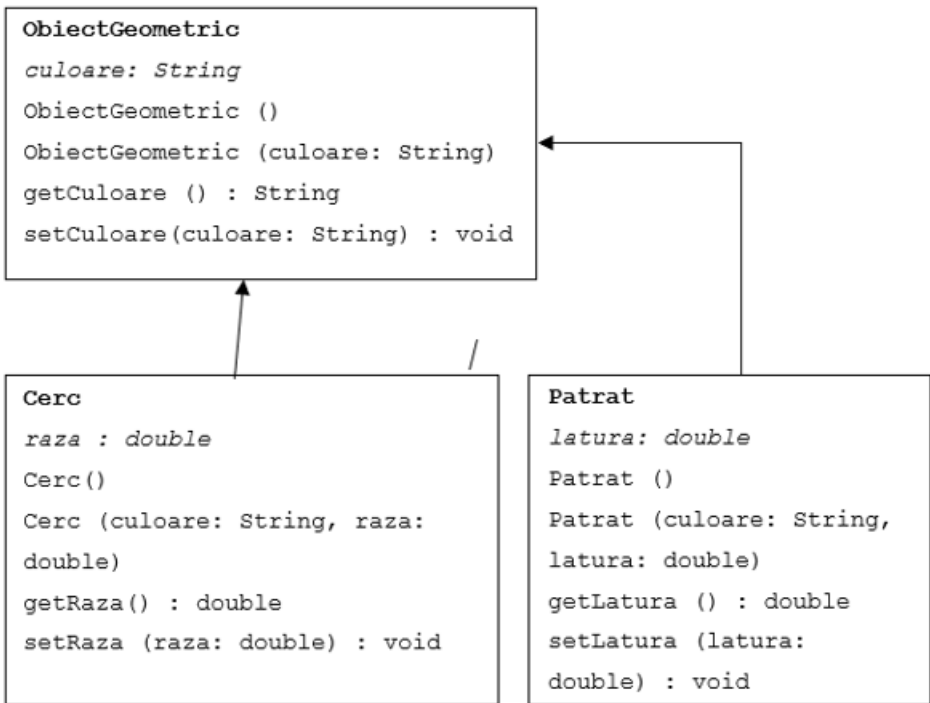 ObiectGeometric
culoare: String
ObiectGeometric ()
ObiectGeometric (culoare: String)
getCuloare () : String
setCuloare(culoare: String) : void
/
Cerc
raza : double
Cerc()
Cerc (culoare: String, raza:
double)
getRaza() : double
setRaza (raza: double) : void
Patrat
latura: double
Patrat ()
Patrat (culoare: String,
latura: double)
getLatura () : double
setLatura (latura:
double) : void